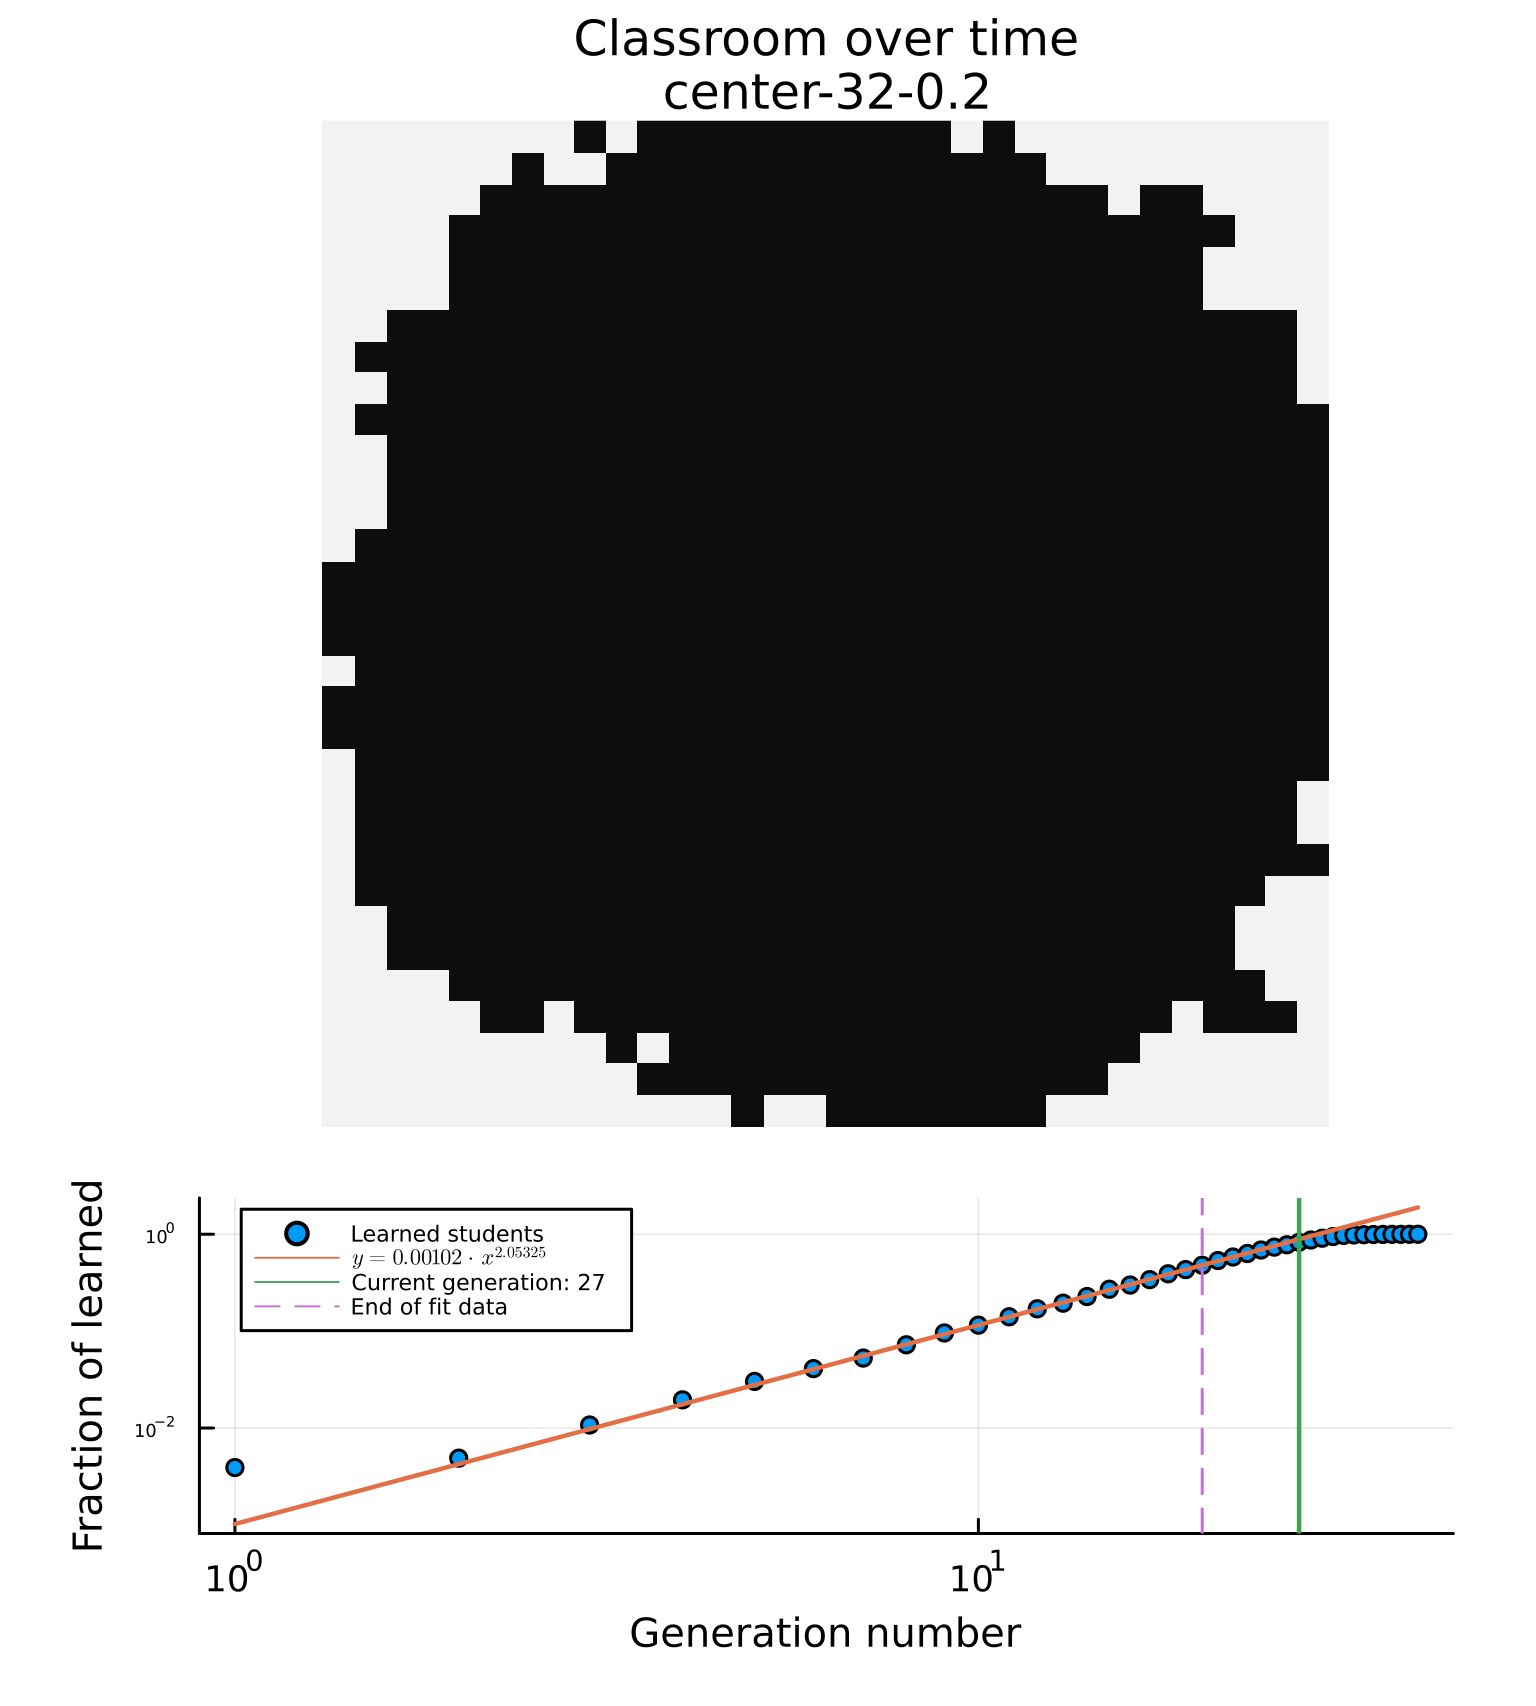 Classroom over time
center-32-0.2
Fraction of learned
10⁰
10⁻²
Learned students
y = 0.00102 · x^2.05325
Current generation: 27
End of fit data
10⁰
10¹
Generation number